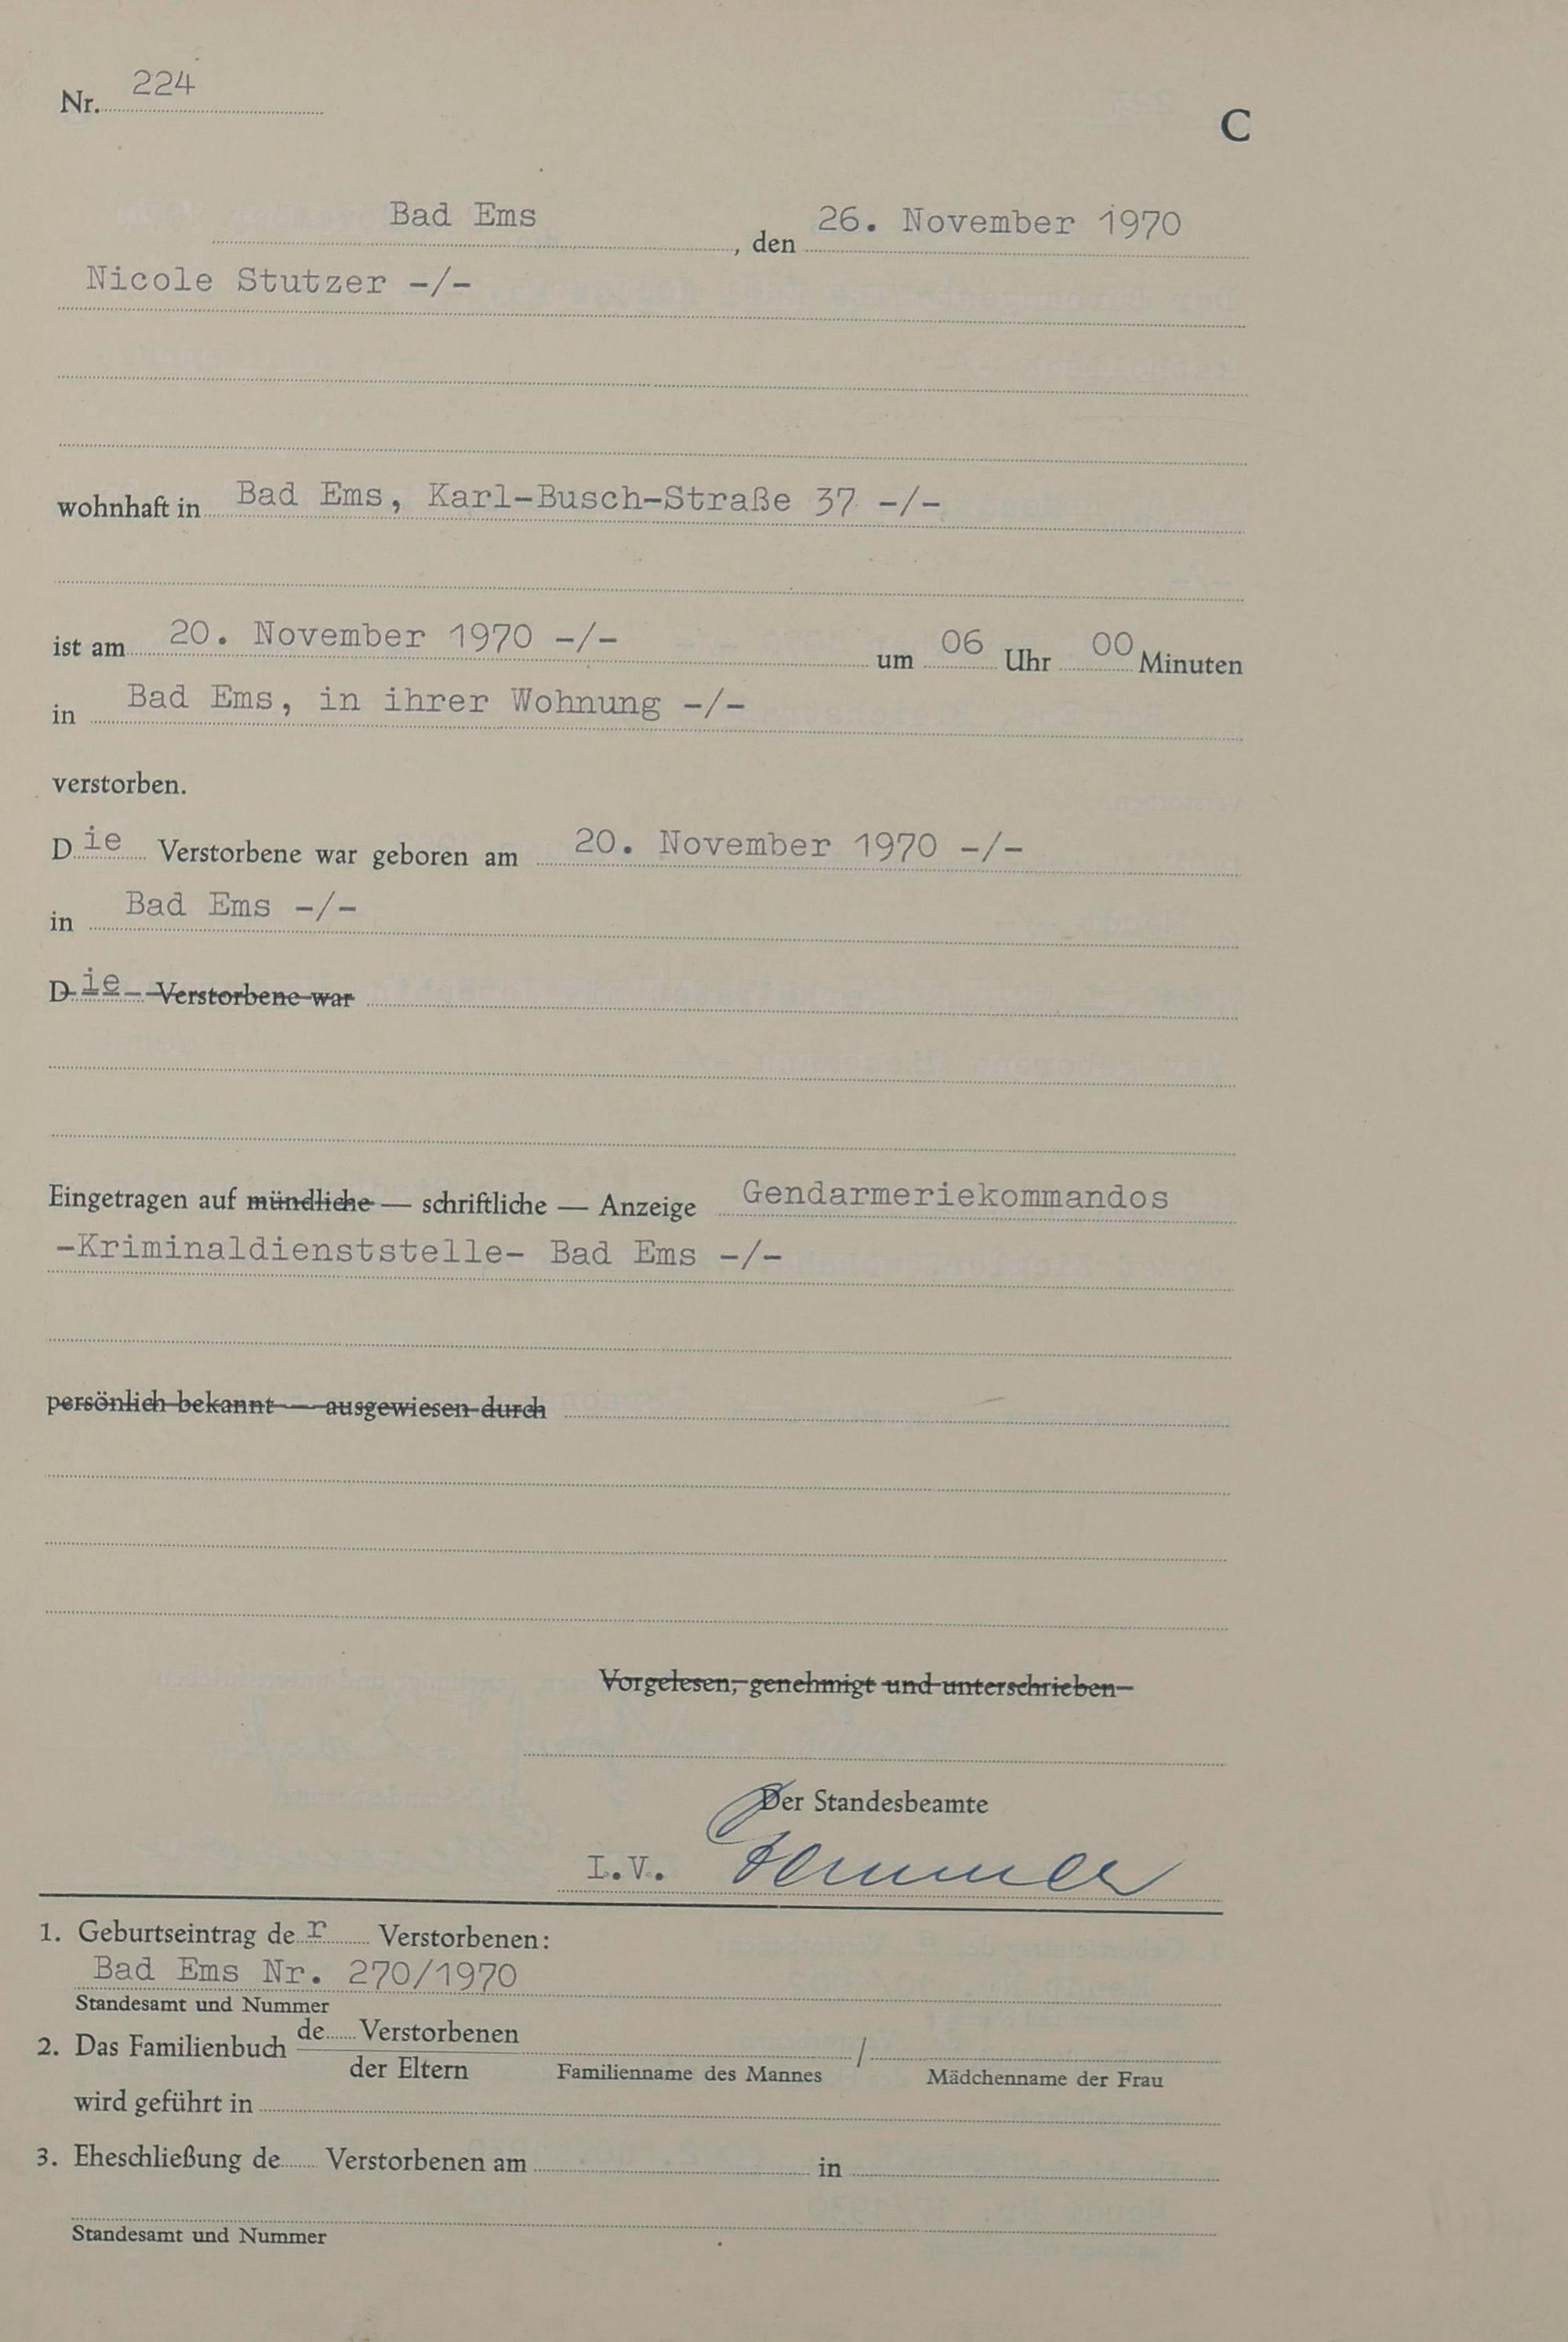 Nr. 224
C
Bad Ems, den 26. November 1970
Nicole Stutzer -/-
wohnhaft in Bad Ems, Karl-Busch-Straße 37 -/-
ist am 20. November 1970 -/- um 06 Uhr 00 Minuten
in Bad Ems, in ihrer Wohnung -/-
verstorben.
Die Verstorbene war geboren am 20. November 1970 -/-
in Bad Ems -/-
Die Verstorbene war
Eingetragen auf mündliche — schriftliche — Anzeige Gendarmeriekommandos
-Kriminaldienststelle- Bad Ems -/-
persönlich bekannt — ausgewiesen durch
Vorgelesen, genehmigt und unterschrieben
Der Standesbeamte
I.V.
1. Geburtseintrag der Verstorbenen:
Bad Ems Nr. 270/1970
Standesamt und Nummer
2. Das Familienbuch de Verstorbenen
der Eltern
/
Familienname des Mannes Mädchenname der Frau
wird geführt in
3. Eheschließung de Verstorbenen am in
Standesamt und Nummer